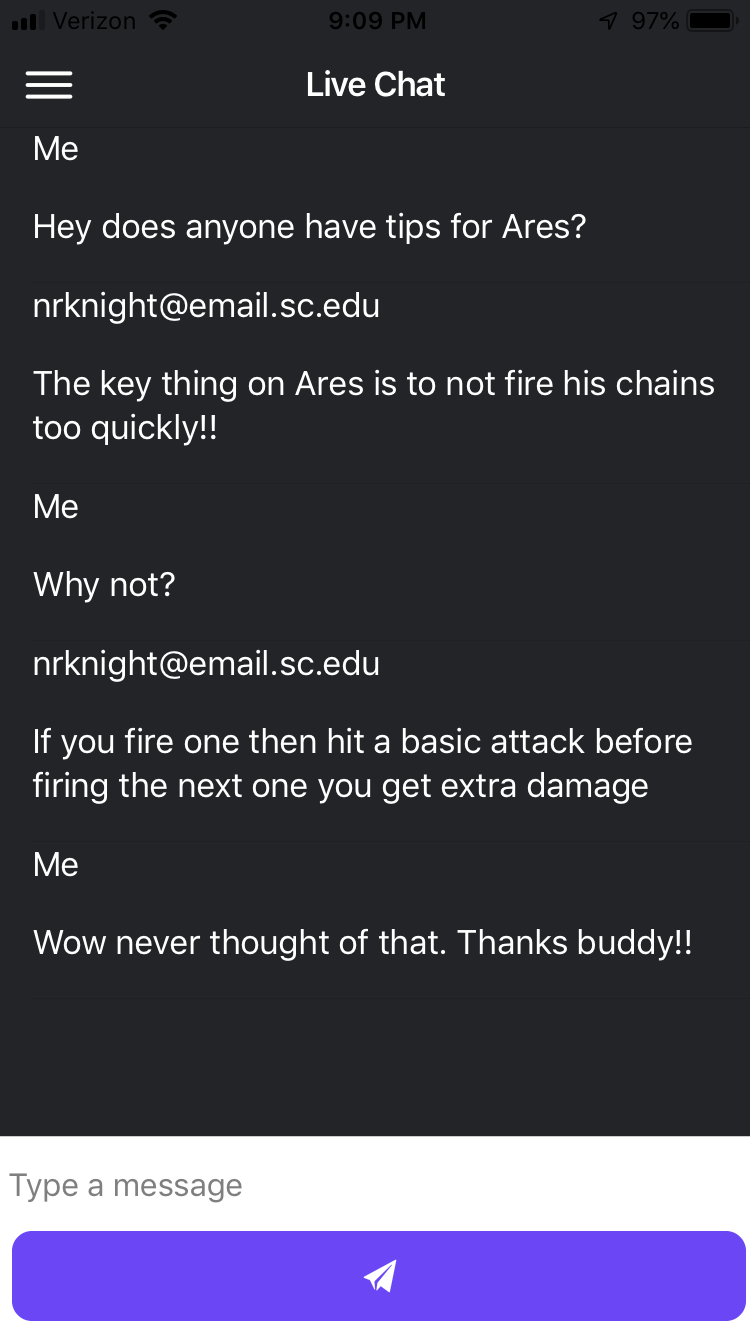 Verizon 9:09 PM 97%
Live Chat
Me
Hey does anyone have tips for Ares?
nrknight@email.sc.edu
The key thing on Ares is to not fire his chains
too quickly!!
Me
Why not?
nrknight@email.sc.edu
If you fire one then hit a basic attack before
firing the next one you get extra damage
Me
Wow never thought of that. Thanks buddy!!
Type a message